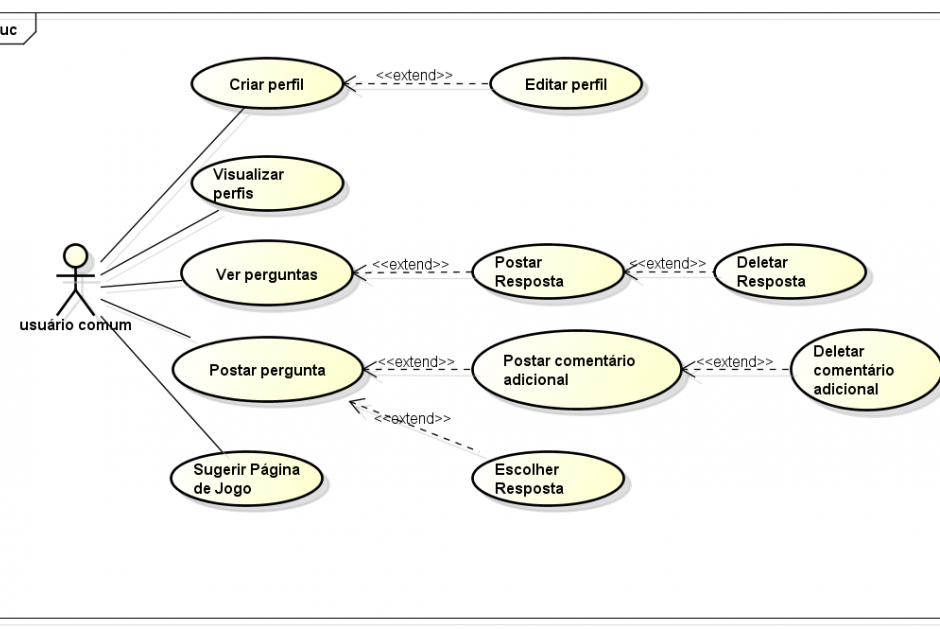 uc
Criar perfil
<<extend>>
Editar perfil
Visualizar
perfis
Ver perguntas
<<extend>>
Postar
Resposta
<<extend>>
Deletar
Resposta
usuário comum
Postar pergunta
<<extend>>
Postar comentário
adicional
<<extend>>
Deletar
comentário
adicional
<<extend>>
Sugerir Página
de Jogo
Escolher
Resposta